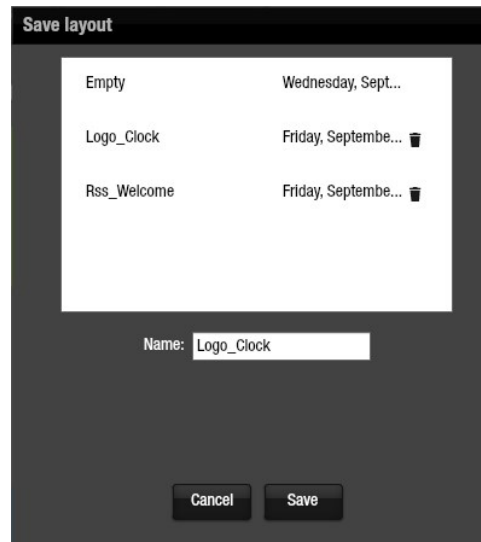 Save layout
Empty Wednesday, Sept...
Logo_Clock Friday, Septembe...
Rss_Welcome Friday, Septembe...
Name: Logo_Clock
Cancel Save